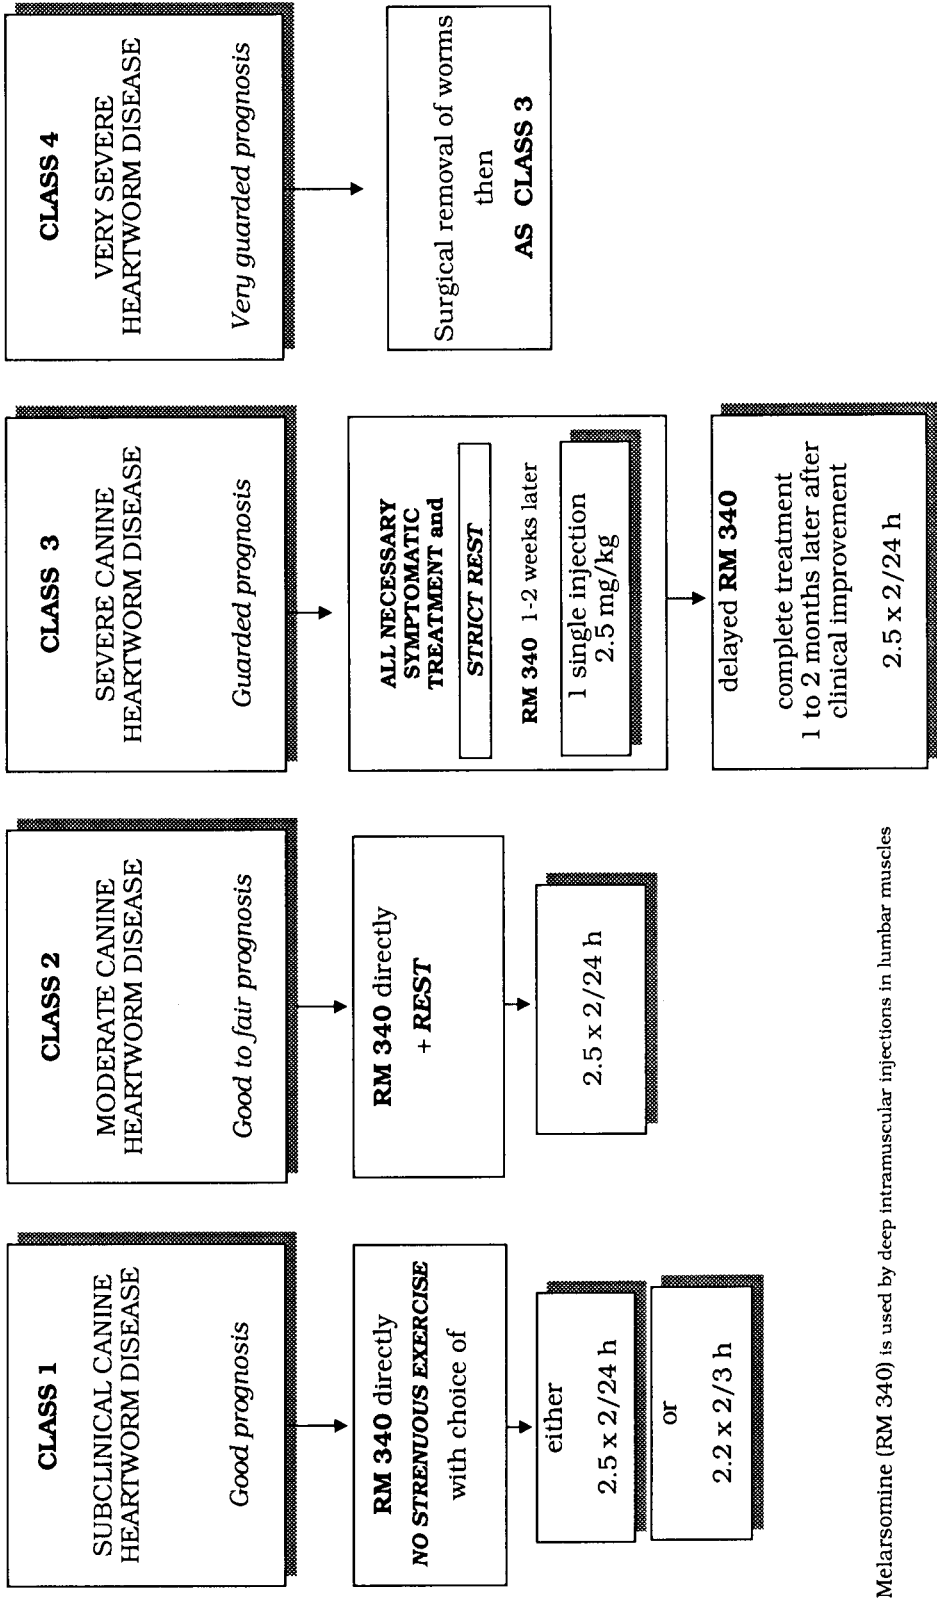 CLASS 1
SUBCLINICAL CANINE
HEARTWORM DISEASE
Good prognosis
RM 340 directly
NO STRENUOUS EXERCISE
with choice of
either
2.5 x 2/24 h
or
2.2 x 2/3 h
CLASS 2
MODERATE CANINE
HEARTWORM DISEASE
Good to fair prognosis
RM 340 directly
+ REST
2.5 x 2/24 h
CLASS 3
SEVERE CANINE
HEARTWORM DISEASE
Guarded prognosis
ALL NECESSARY
SYMPTOMATIC
TREATMENT and
STRICT REST
RM 340 1-2 weeks later
1 single injection
2.5 mg/kg
delayed RM 340
complete treatment
1 to 2 months later after
clinical improvement
2.5 x 2/24 h
CLASS 4
VERY SEVERE
HEARTWORM DISEASE
Very guarded prognosis
Surgical removal of worms
then
AS CLASS 3
Melarsomine (RM 340) is used by deep intramuscular injections in lumbar muscles